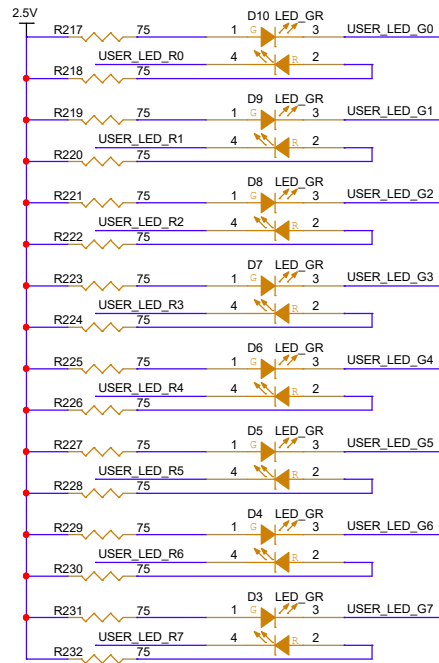 2.5V
D10 LED_GR
R217 75 1 G 3 USER_LED_G0
USER_LED_R0 4 R 2
R218 75
D9 LED_GR
R219 75 1 G 3 USER_LED_G1
USER_LED_R1 4 R 2
R220 75
D8 LED_GR
R221 75 1 G 3 USER_LED_G2
USER_LED_R2 4 R 2
R222 75
D7 LED_GR
R223 75 1 G 3 USER_LED_G3
USER_LED_R3 4 R 2
R224 75
D6 LED_GR
R225 75 1 G 3 USER_LED_G4
USER_LED_R4 4 R 2
R226 75
D5 LED_GR
R227 75 1 G 3 USER_LED_G5
USER_LED_R5 4 R 2
R228 75
D4 LED_GR
R229 75 1 G 3 USER_LED_G6
USER_LED_R6 4 R 2
R230 75
D3 LED_GR
R231 75 1 G 3 USER_LED_G7
USER_LED_R7 4 R 2
R232 75